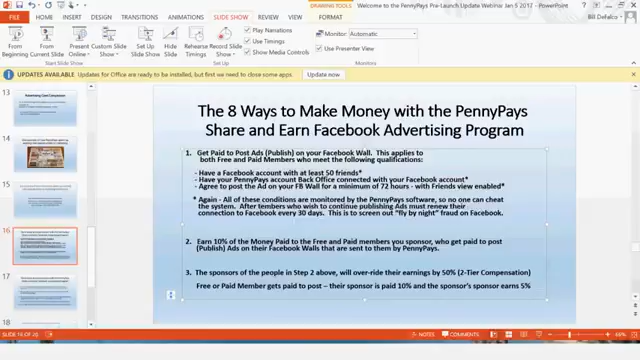 DRAWING TOOLS
Welcome to the PennyPays Pre-Launch Update Webinar Jan 5 2017 - PowerPoint
FILE HOME INSERT DESIGN TRANSITIONS ANIMATIONS SLIDE SHOW REVIEW VIEW FORMAT
Bill Defalco
From Beginning
From Current
Present Online
Custom Slide Show
Set Up Slide Show
Hide Slide
Rehearse Timings
Record Slide Show
Play Narrations
Use Timings
Show Media Controls
Monitor: Automatic
Use Presenter View
Start Slide Show
Set Up
Monitors
UPDATES AVAILABLE Updates for Office are ready to be installed, but first we need to close some apps. Update now
13
14
15
16
17
18
The 8 Ways to Make Money with the PennyPays
Share and Earn Facebook Advertising Program
1. Get Paid to Post Ads (Publish) on your Facebook Wall. This applies to
both Free and Paid Members who meet the following qualifications:
- Have a Facebook account with at least 50 friends*
- Have your PennyPays account Back Office connected with your Facebook account*
- Agree to post the Ad on your FB Wall for a minimum of 72 hours - with Friends view enabled*
* Again - All of these conditions are monitored by the PennyPays software, so no one can cheat
the system. After members who wish to continue publishing Ads must renew
their connection to Facebook every 30 days. This is to screen out "fly by night" fraud on Facebook.
2. Earn 10% of the Money Paid to the Free and Paid members you sponsor, who get paid to post
(Publish) Ads on their Facebook Walls that are sent to them by PennyPays.
3. The sponsors of the people in Step 2 above, will over-ride their earnings by 50% (2-Tier Compensation)
Free or Paid Member gets paid to post – their sponsor is paid 10% and the sponsor's sponsor earns 5%
NOTES
COMMENTS
68%